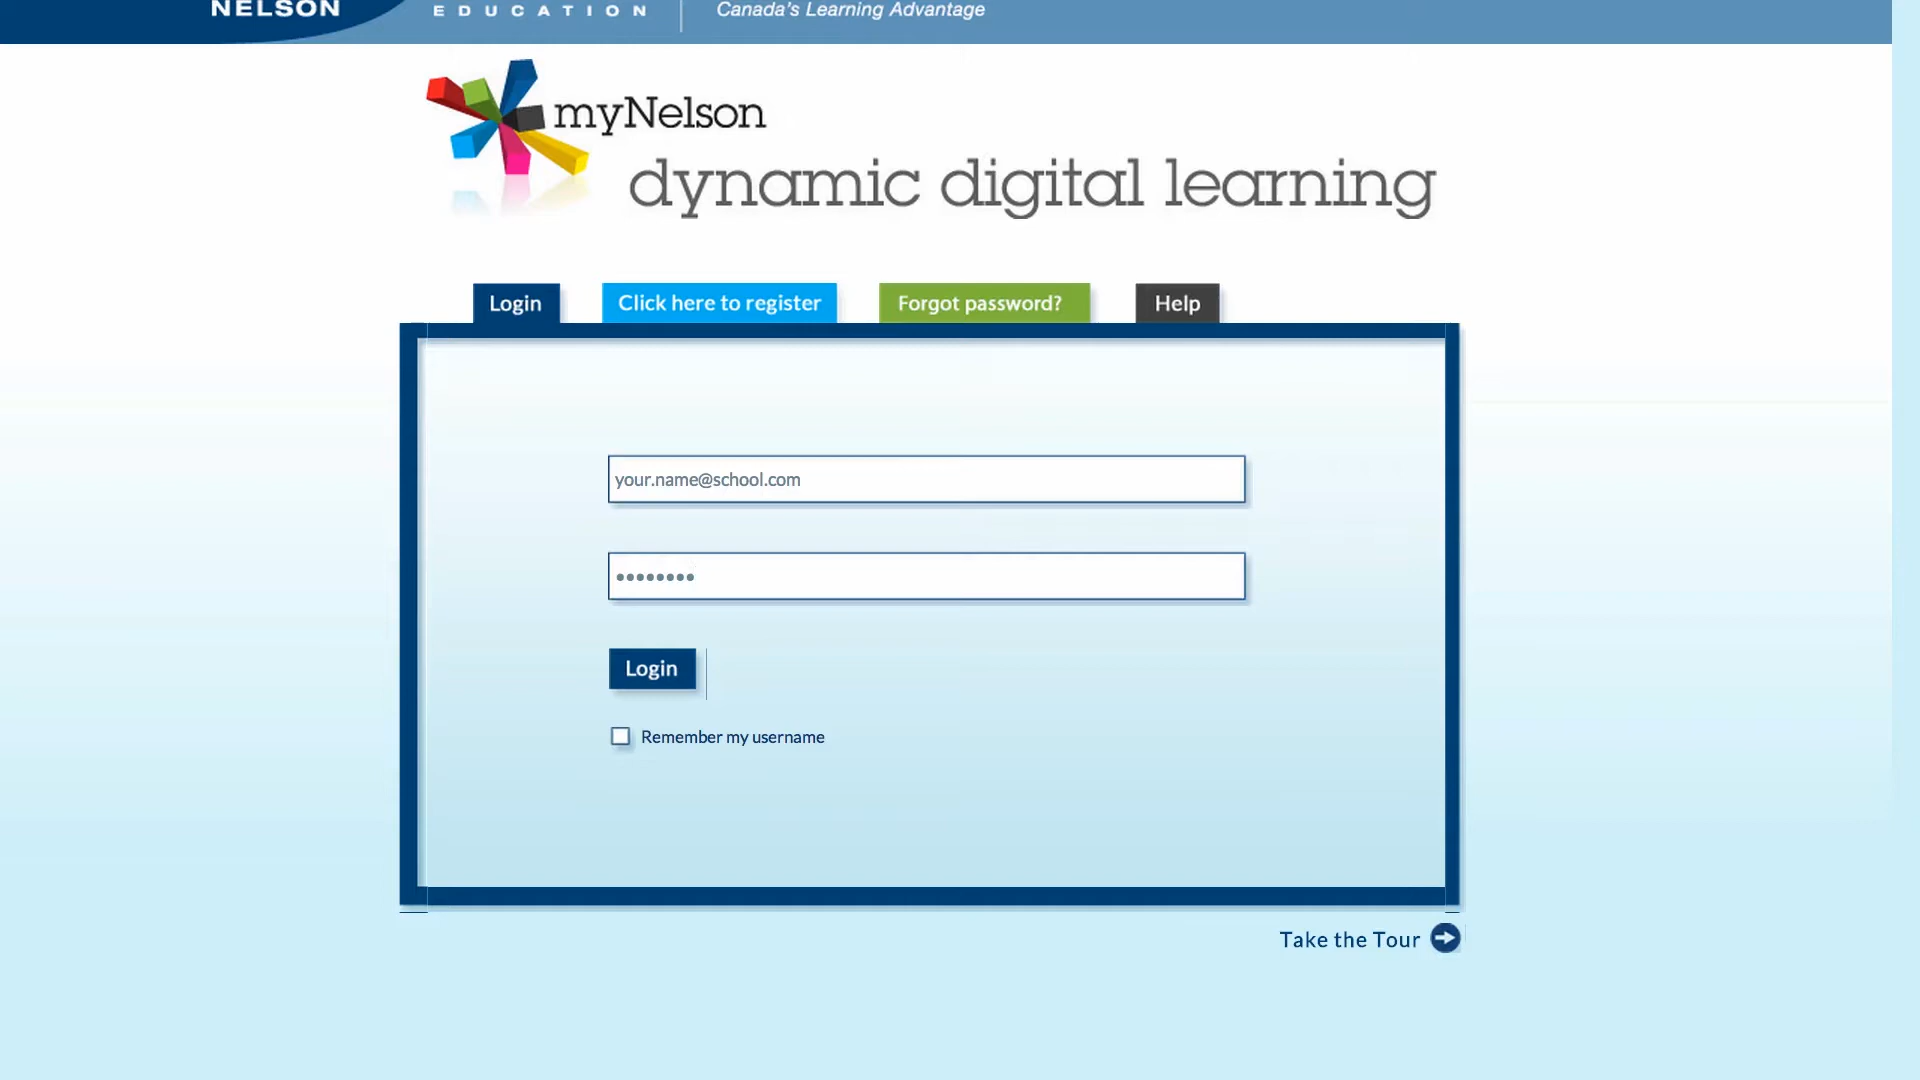 NELSON
EDUCATION
Canada's Learning Advantage
myNelson
dynamic digital learning
Login
Click here to register
Forgot password?
Help
your.name@school.com
••••••••
Login
Remember my username
Take the Tour